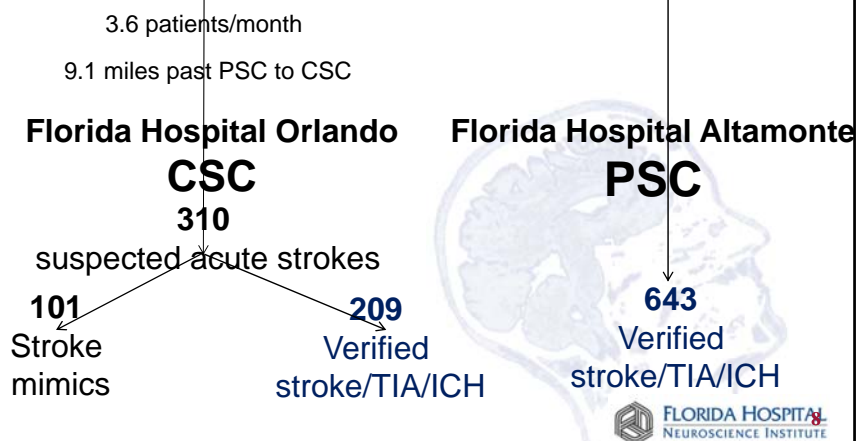 3.6 patients/month
9.1 miles past PSC to CSC
Florida Hospital Orlando
CSC
310
suspected acute strokes
101
Stroke
mimics
209
Verified
stroke/TIA/ICH
Florida Hospital Altamonte
PSC
643
Verified
stroke/TIA/ICH
FLORIDA HOSPITAL
NEUROSCIENCE INSTITUTE
8